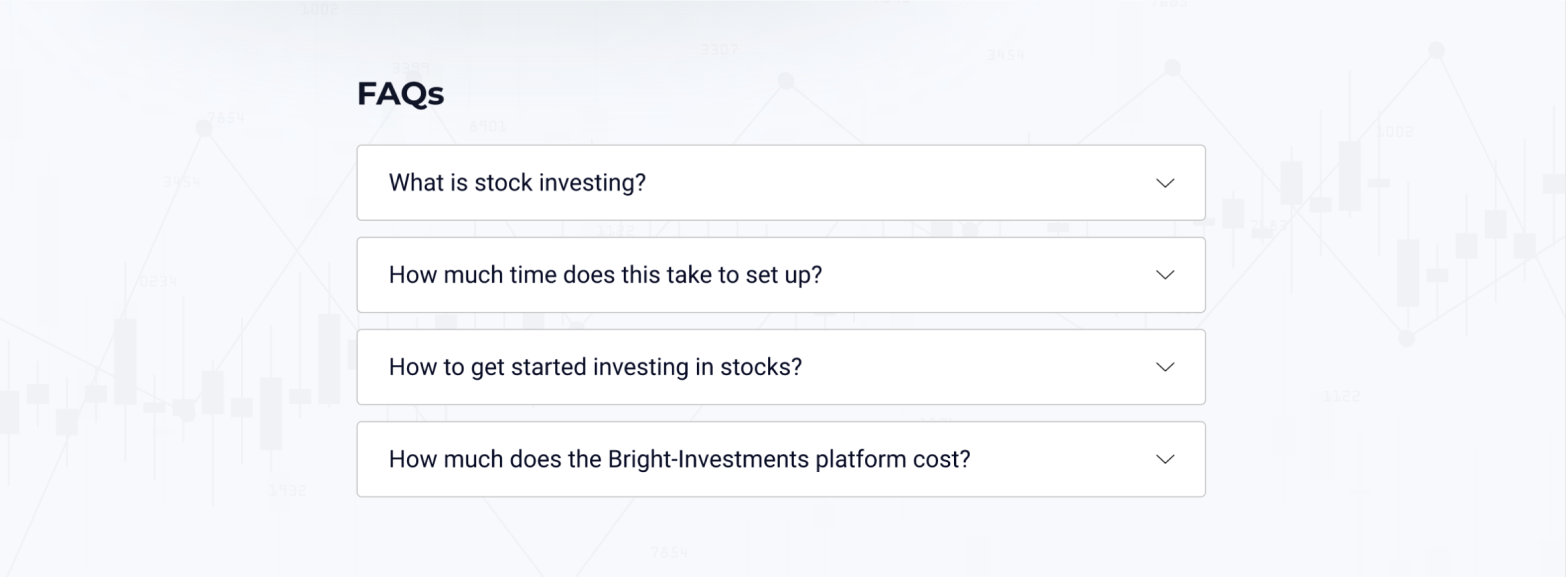 FAQs
What is stock investing?
How much time does this take to set up?
How to get started investing in stocks?
How much does the Bright-Investments platform cost?